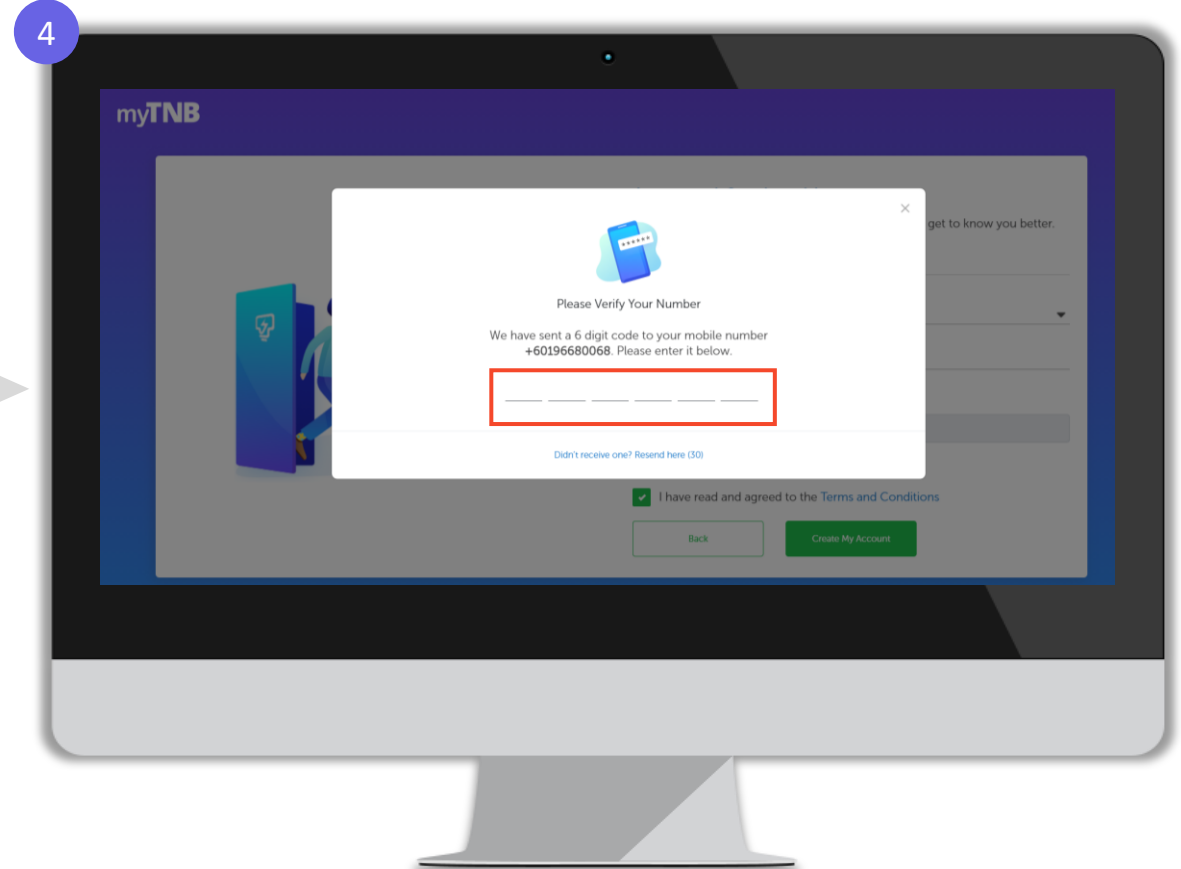 4
myTNB
get to know you better.
Please Verify Your Number
We have sent a 6 digit code to your mobile number
+60196680068. Please enter it below.
Didn't receive one? Resend here (30)
I have read and agreed to the Terms and Conditions
Back
Create My Account